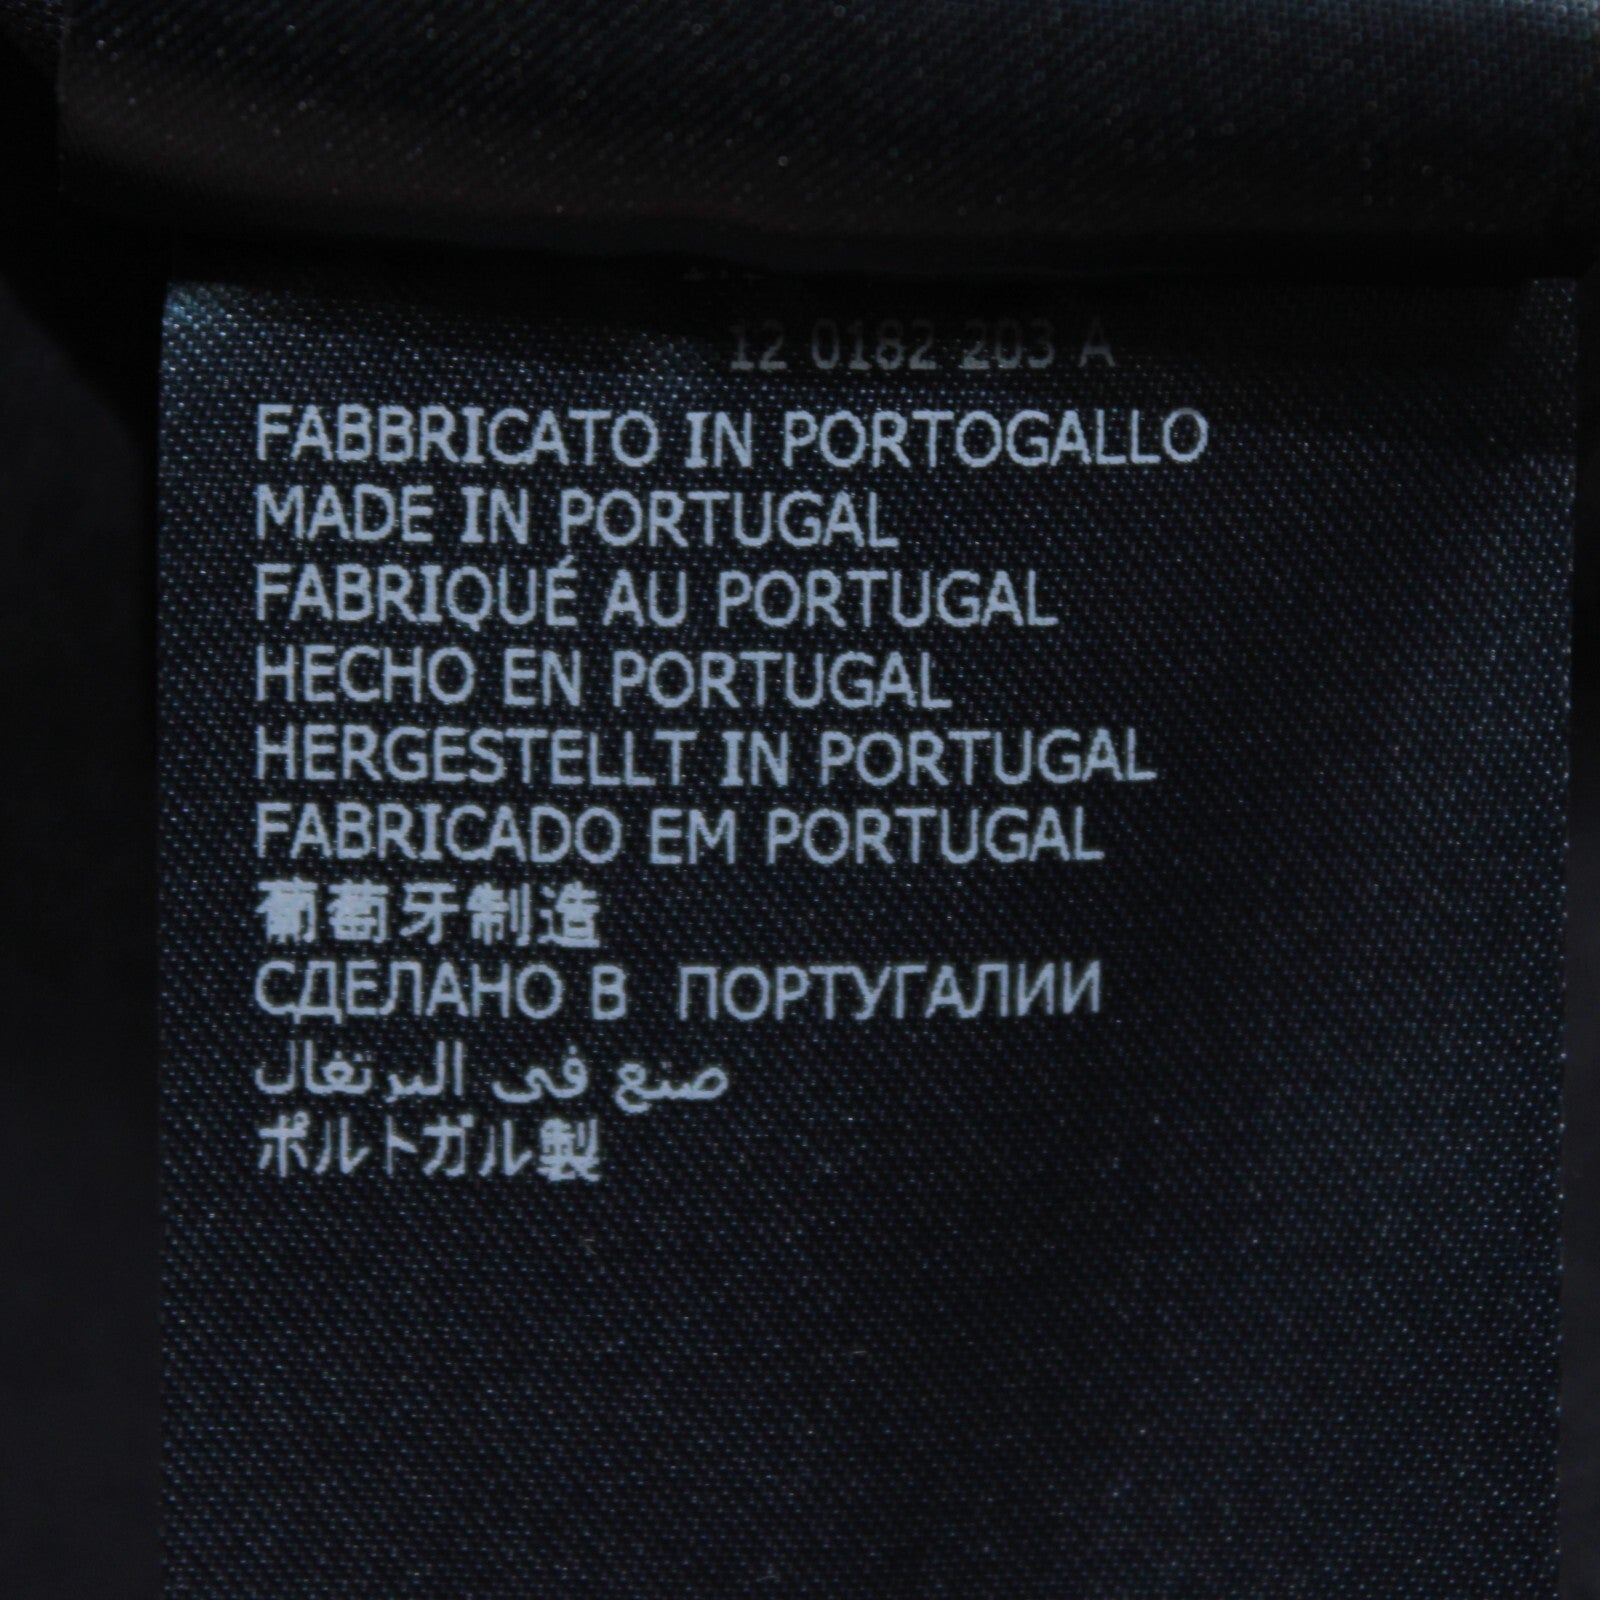 12 0182 203 A
FABBRICATO IN PORTOGALLO
MADE IN PORTUGAL
FABRIQUÉ AU PORTUGAL
HECHO EN PORTUGAL
HERGESTELLT IN PORTUGAL
FABRICADO EM PORTUGAL
葡萄牙制造
СДЕЛАНО В ПОРТУГАЛИИ
صنع فى البرتغال
ポルトガル製